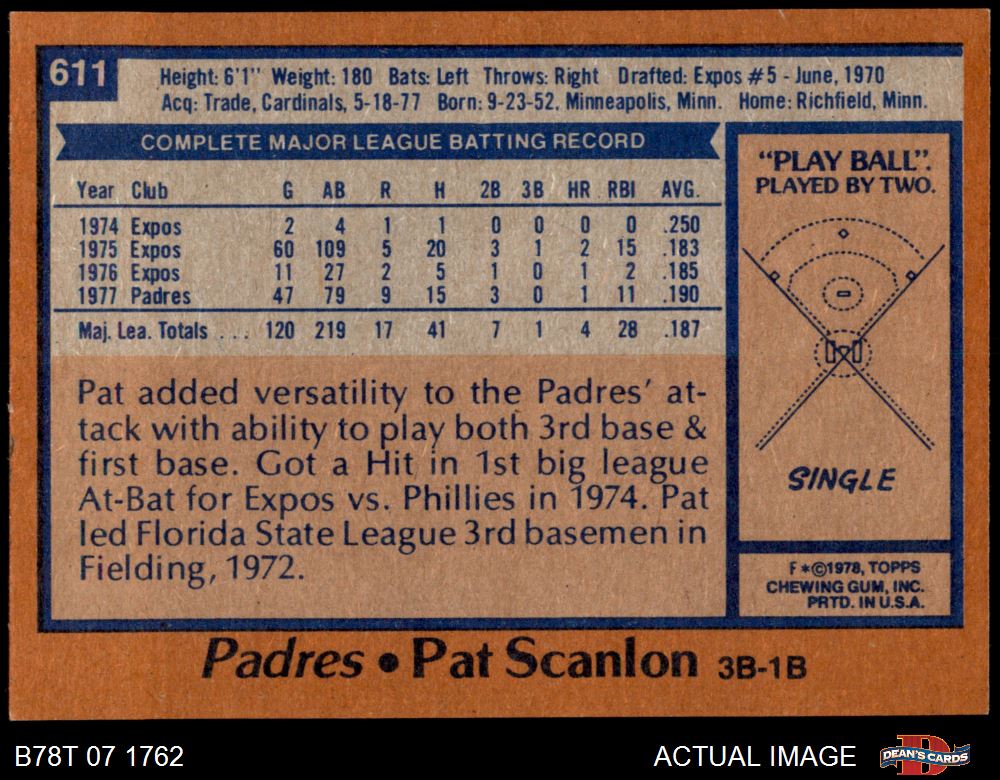 611
Height: 6'1" Weight: 180 Bats: Left Throws: Right Drafted: Expos #5 - June, 1970
Acq: Trade, Cardinals, 5-18-77 Born: 9-23-52, Minneapolis, Minn. Home: Richfield, Minn.
COMPLETE MAJOR LEAGUE BATTING RECORD
Year Club G AB R H 2B 3B HR RBI AVG.
1974 Expos 2 4 1 1 0 0 0 0 .250
1975 Expos 60 109 5 20 3 1 2 15 .183
1976 Expos 11 27 2 5 1 0 1 2 .185
1977 Padres 47 79 9 15 3 0 1 11 .190
Maj. Lea. Totals . . . 120 219 17 41 7 1 4 28 .187
Pat added versatility to the Padres' at-
tack with ability to play both 3rd base &
first base. Got a Hit in 1st big league
At-Bat for Expos vs. Phillies in 1974. Pat
led Florida State League 3rd basemen in
Fielding, 1972.
"PLAY BALL".
PLAYED BY TWO.
SINGLE
F*©1978, TOPPS
CHEWING GUM, INC.
PRTD. IN U.S.A.
Padres • Pat Scanlon 3B-1B
B78T 07 1762
ACTUAL IMAGE
DEAN'S CARDS